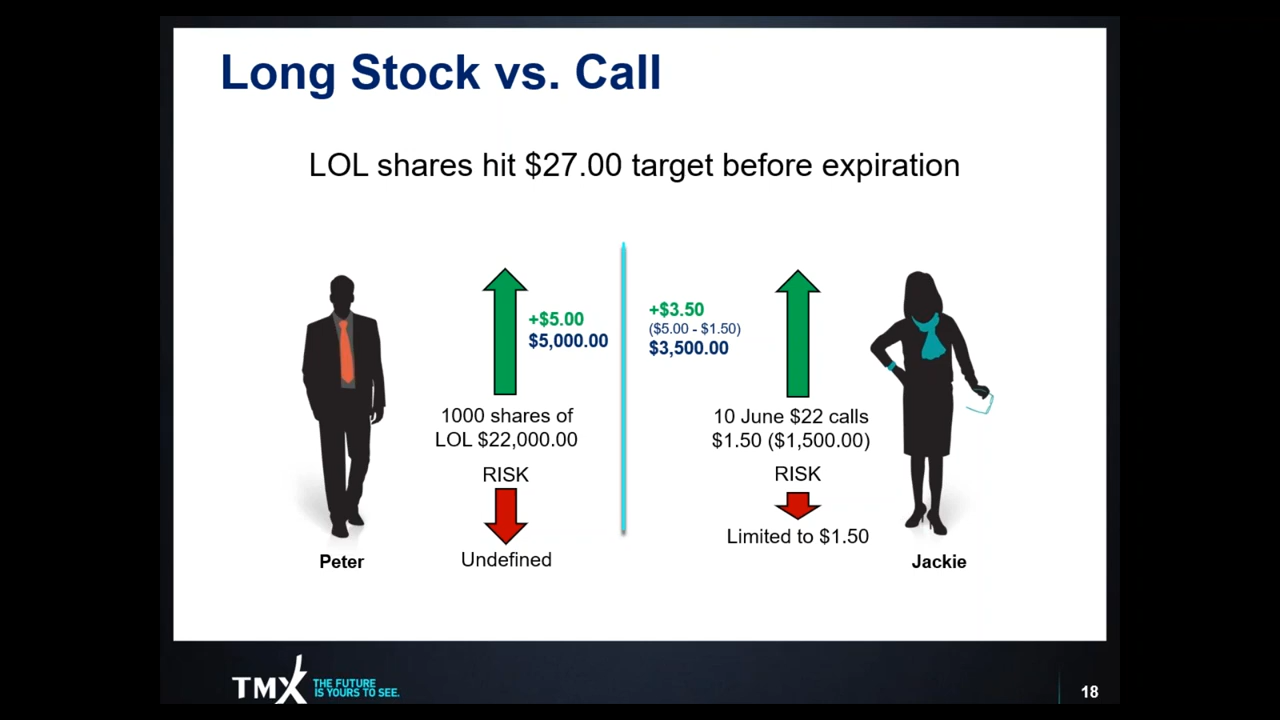 Long Stock vs. Call
LOL shares hit $27.00 target before expiration
+$5.00
$5,000.00
1000 shares of
LOL $22,000.00
RISK
Undefined
Peter
+$3.50
($5.00 - $1.50)
$3,500.00
10 June $22 calls
$1.50 ($1,500.00)
RISK
Limited to $1.50
Jackie
TMX
THE FUTURE
IS YOURS TO SEE.
18